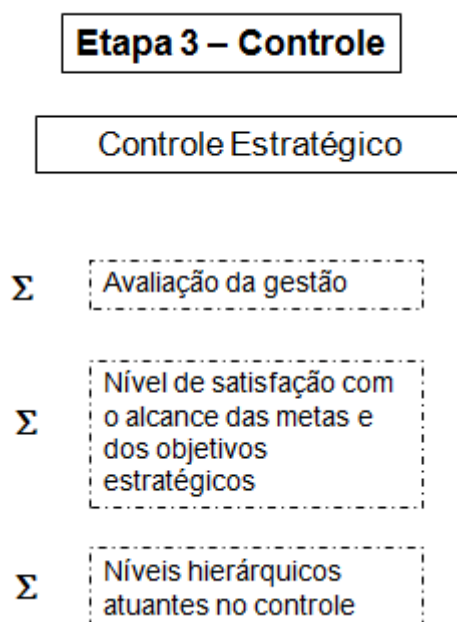 Etapa 3 – Controle
Controle Estratégico
Σ Avaliação da gestão
Σ Nível de satisfação com
o alcance das metas e
dos objetivos
estratégicos
Σ Níveis hierárquicos
atuantes no controle